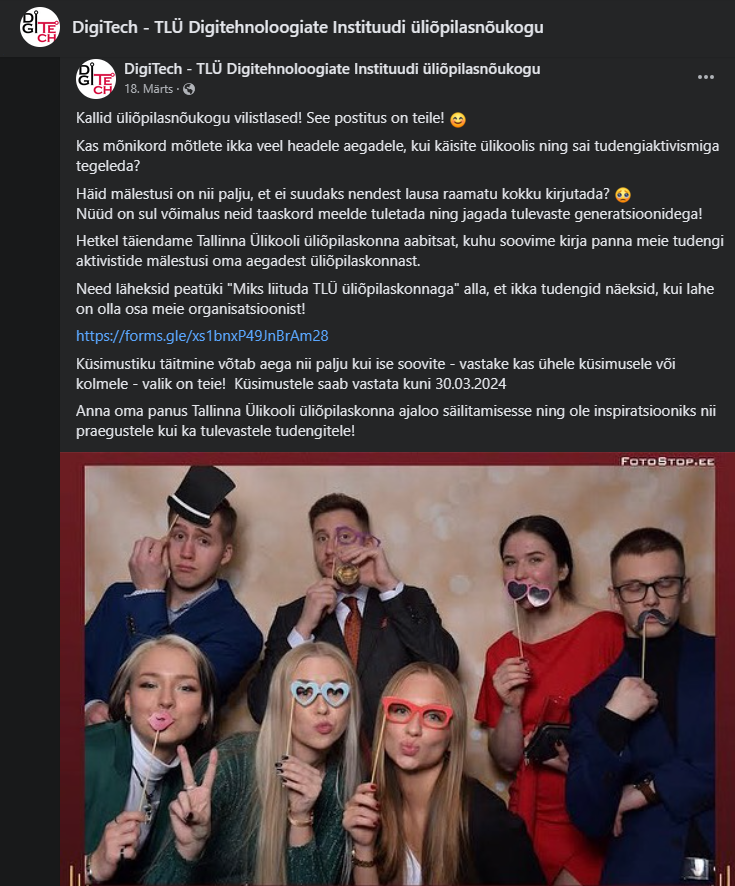 DIGITECH
DigiTech - TLÜ Digitehnoloogiate Instituudi üliõpilasnõukogu
DIGITECH
DigiTech - TLÜ Digitehnoloogiate Instituudi üliõpilasnõukogu
18. Märts ·
Kallid üliõpilasnõukogu vilistlased! See postitus on teile! 😊
Kas mõnikord mõtlete ikka veel headele aegadele, kui käisite ülikoolis ning sai tudengiaktivismiga
tegeleda?
Häid mälestusi on nii palju, et ei suudaks nendest lausa raamatu kokku kirjutada? 🥹
Nüüd on sul võimalus neid taaskord meelde tuletada ning jagada tulevaste generatsioonidega!
Hetkel täiendame Tallinna Ülikooli üliõpilaskonna aabitsat, kuhu soovime kirja panna meie tudengi
aktivistide mälestusi oma aegadest üliõpilaskonnast.
Need läheksid peatüki "Miks liituda TLÜ üliõpilaskonnaga" alla, et ikka tudengid näeksid, kui lahe
on olla osa meie organisatsioonist!
https://forms.gle/xs1bnxP49JnBrAm28
Küsimustiku täitmine võtab aega nii palju kui ise soovite - vastake kas ühele küsimusele või
kolmele - valik on teie! Küsimustele saab vastata kuni 30.03.2024
Anna oma panus Tallinna Ülikooli üliõpilaskonna ajaloo säilitamisesse ning ole inspiratsiooniks nii
praegustele kui ka tulevastele tudengitele!
FOTOSTOP.EE